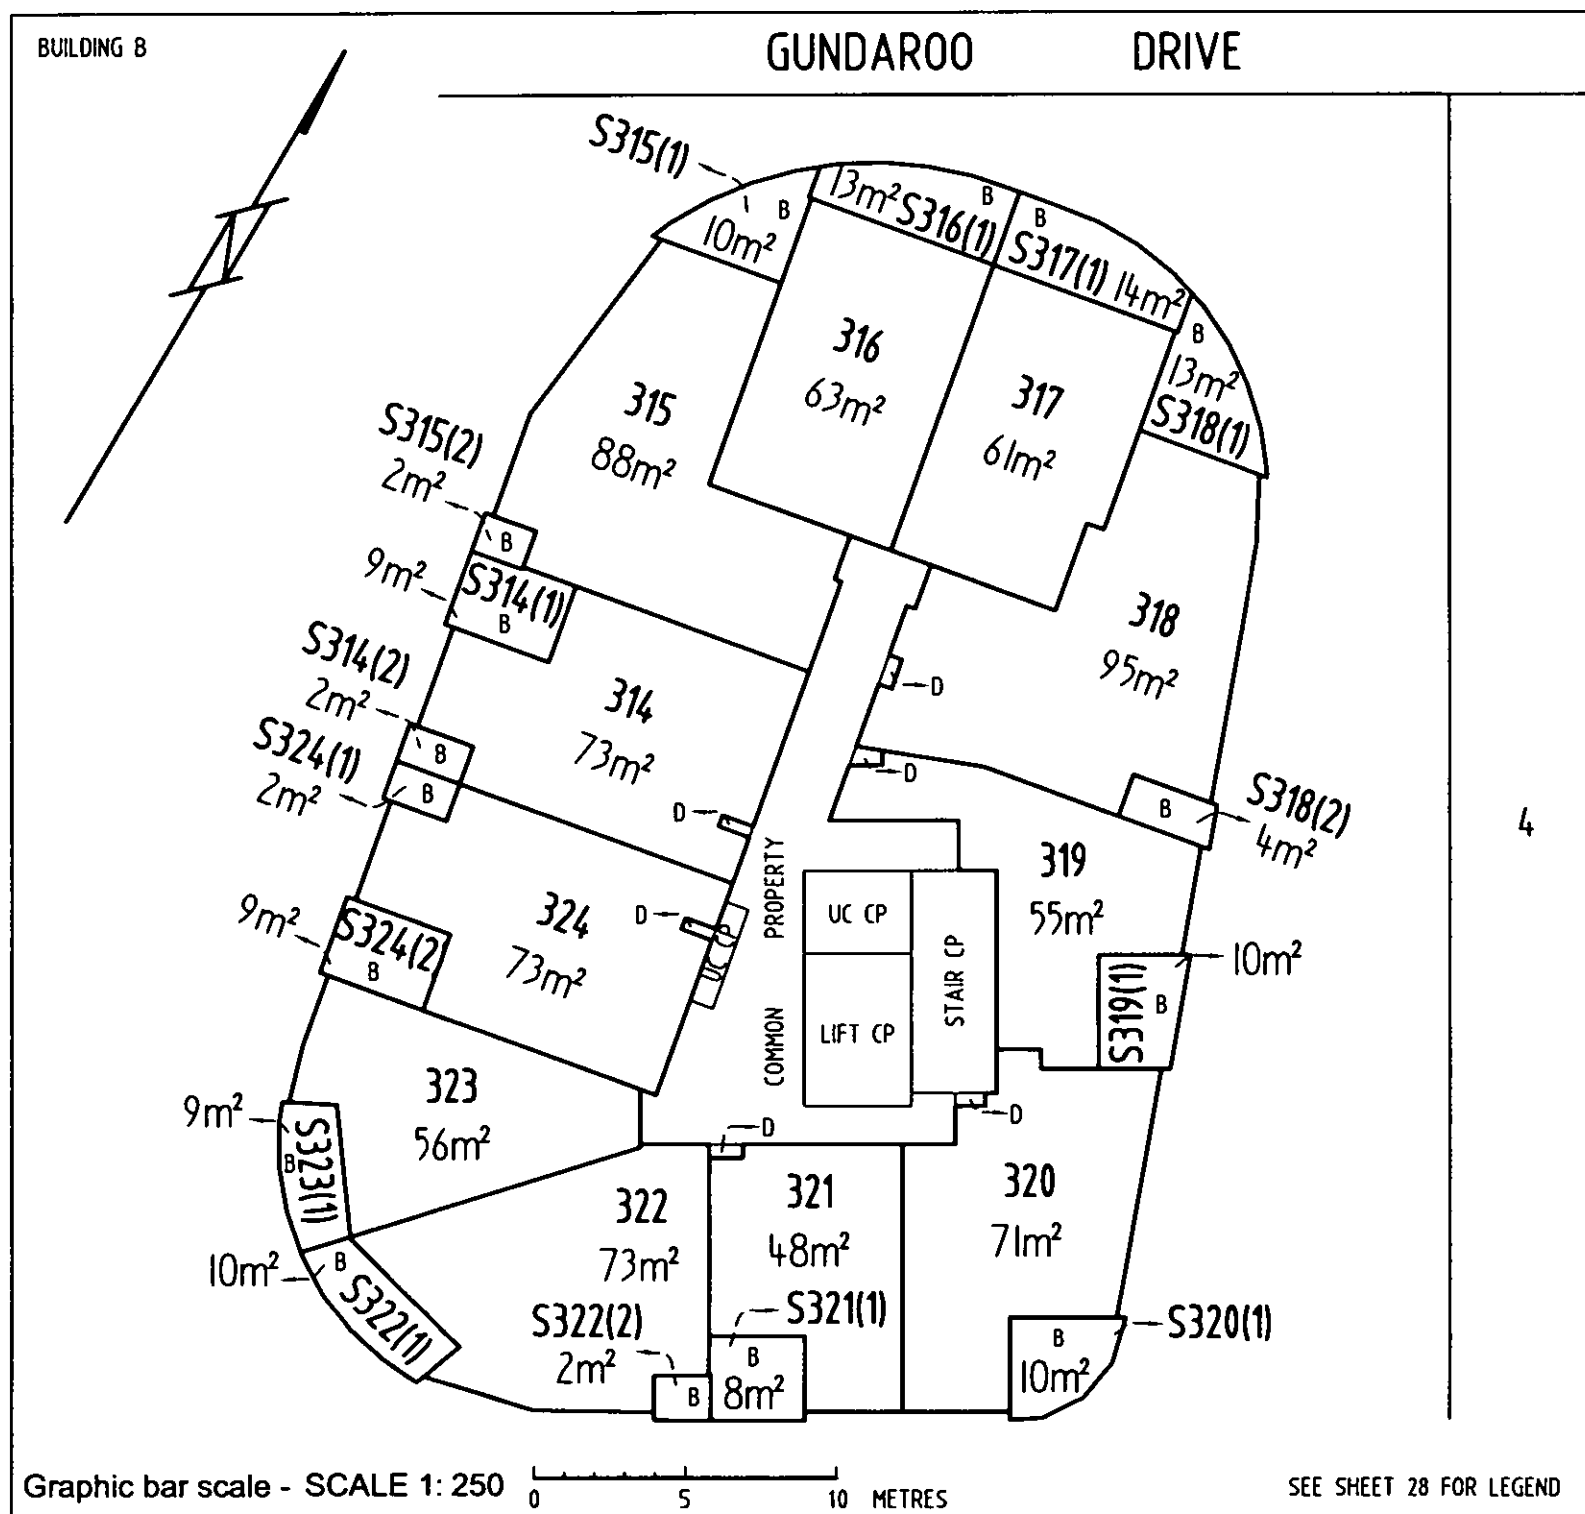 BUILDING B
GUNDAROO DRIVE
S315(1)
B
10m²
13m²
B
S316(1)
B
S317(1) 14m²
B
13m²
S318(1)
316
63m²
317
61m²
315
88m²
S315(2)
2m²
B
9m²
S314(1)
B
318
95m²
D
S314(2)
2m²
B
314
73m²
D
S324(1)
2m²
B
D
S318(2)
4m²
B
4
319
55m²
COMMON PROPERTY
UC CP
LIFT CP
STAIR CP
9m²
S324(2)
B
324
73m²
D
UC CP
10m²
S319(1)
B
323
56m²
9m²
S323(1)
B
D
D
320
71m²
321
48m²
322
73m²
10m²
B
S322(1)
S322(2)
2m²
B
S321(1)
B
8m²
S320(1)
B
10m²
Graphic bar scale - SCALE 1: 250
0 5 10 METRES
SEE SHEET 28 FOR LEGEND